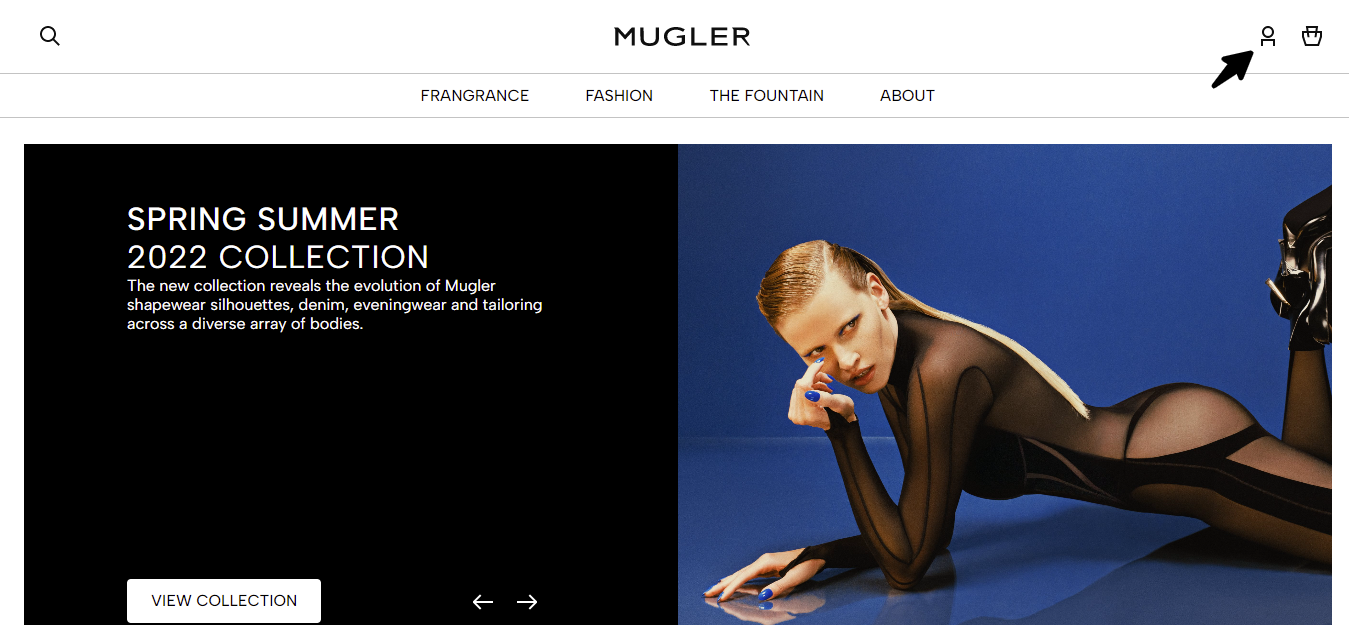 MUGLER
FRANGRANCE
FASHION
THE FOUNTAIN
ABOUT
SPRING SUMMER
2022 COLLECTION
The new collection reveals the evolution of Mugler
shapewear silhouettes, denim, eveningwear and tailoring
across a diverse array of bodies.
VIEW COLLECTION